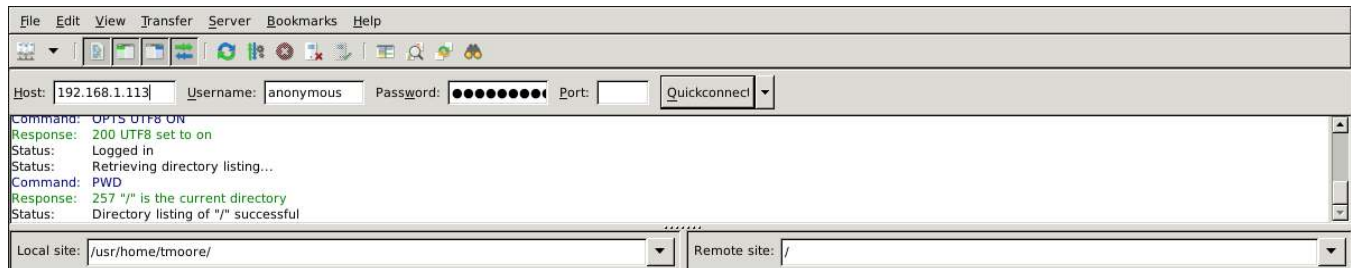 File Edit View Transfer Server Bookmarks Help
Host: 192.168.1.113 Username: anonymous Password: ●●●●●●●●● Port: Quickconnect
Command: OPTS UTF8 ON
Response: 200 UTF8 set to on
Status: Logged in
Status: Retrieving directory listing...
Command: PWD
Response: 257 "/" is the current directory
Status: Directory listing of "/" successful
Local site: /usr/home/tmoore/ Remote site: /